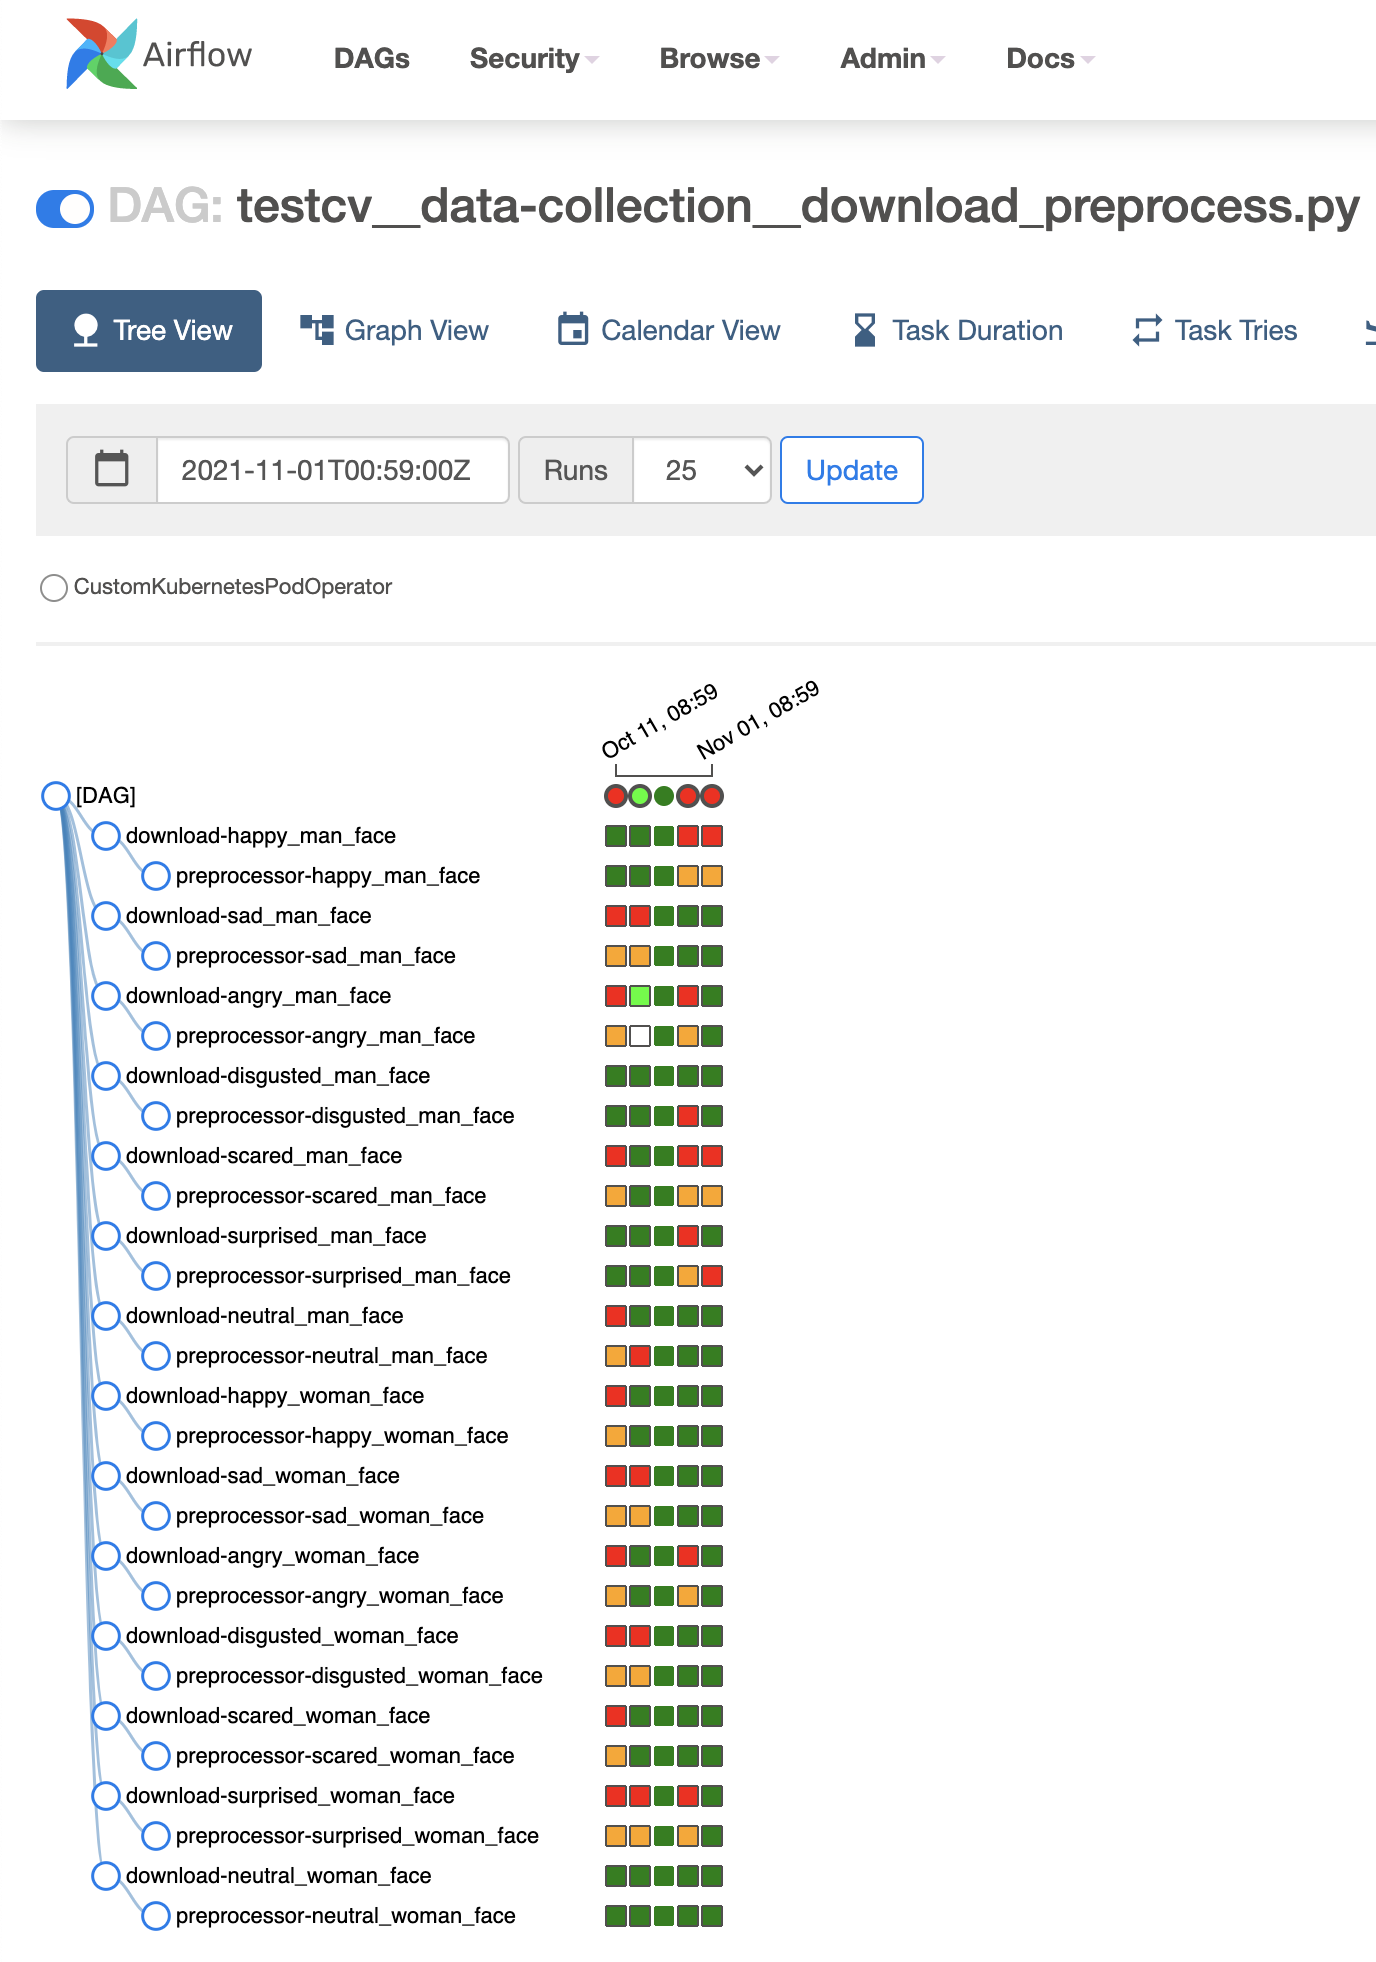 Airflow DAGs Security Browse Admin Docs
DAG: testcv__data-collection__download_preprocess.py
Tree View Graph View Calendar View Task Duration Task Tries
2021-11-01T00:59:00Z Runs 25 Update
CustomKubernetesPodOperator
Oct 11, 08:59 Nov 01, 08:59
[DAG]
download-happy_man_face
preprocessor-happy_man_face
download-sad_man_face
preprocessor-sad_man_face
download-angry_man_face
preprocessor-angry_man_face
download-disgusted_man_face
preprocessor-disgusted_man_face
download-scared_man_face
preprocessor-scared_man_face
download-surprised_man_face
preprocessor-surprised_man_face
download-neutral_man_face
preprocessor-neutral_man_face
download-happy_woman_face
preprocessor-happy_woman_face
download-sad_woman_face
preprocessor-sad_woman_face
download-angry_woman_face
preprocessor-angry_woman_face
download-disgusted_woman_face
preprocessor-disgusted_woman_face
download-scared_woman_face
preprocessor-scared_woman_face
download-surprised_woman_face
preprocessor-surprised_woman_face
download-neutral_woman_face
preprocessor-neutral_woman_face